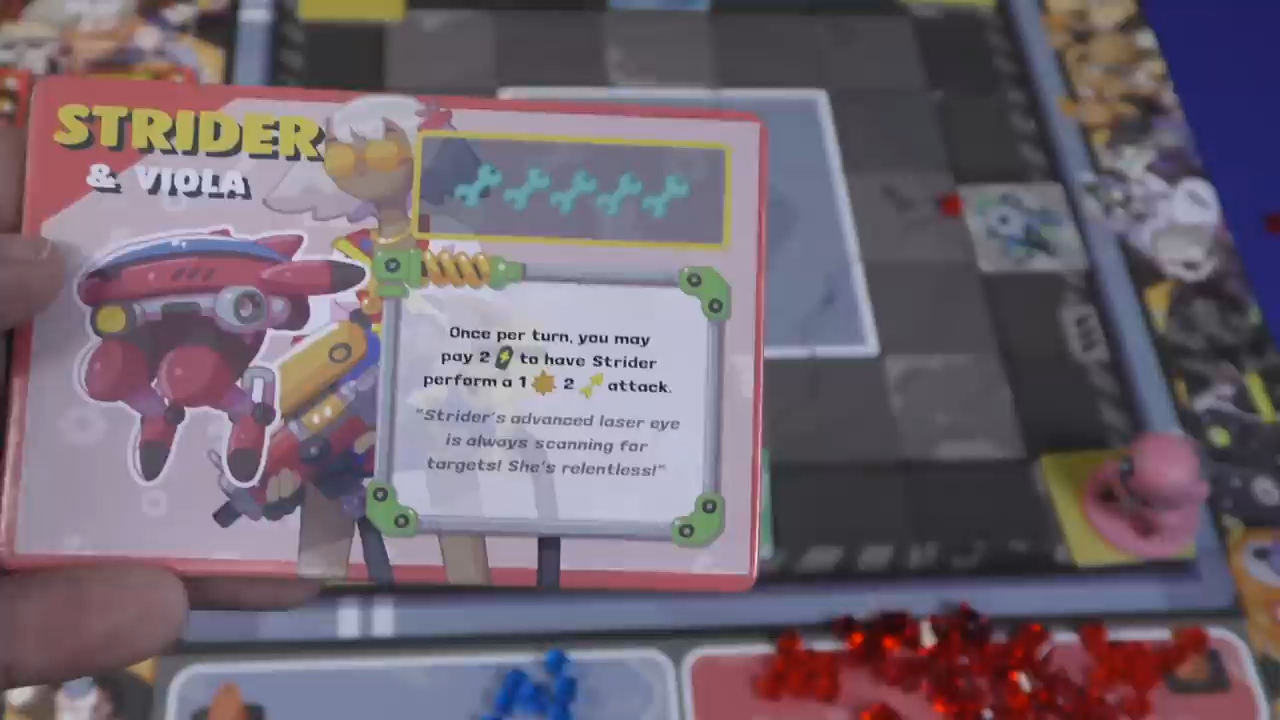 STRIDER
& VIOLA
Once per turn, you may
pay 2 to have Strider
perform a 1 2 attack.
"Strider's advanced laser eye
is always scanning for
targets! She's relentless!"